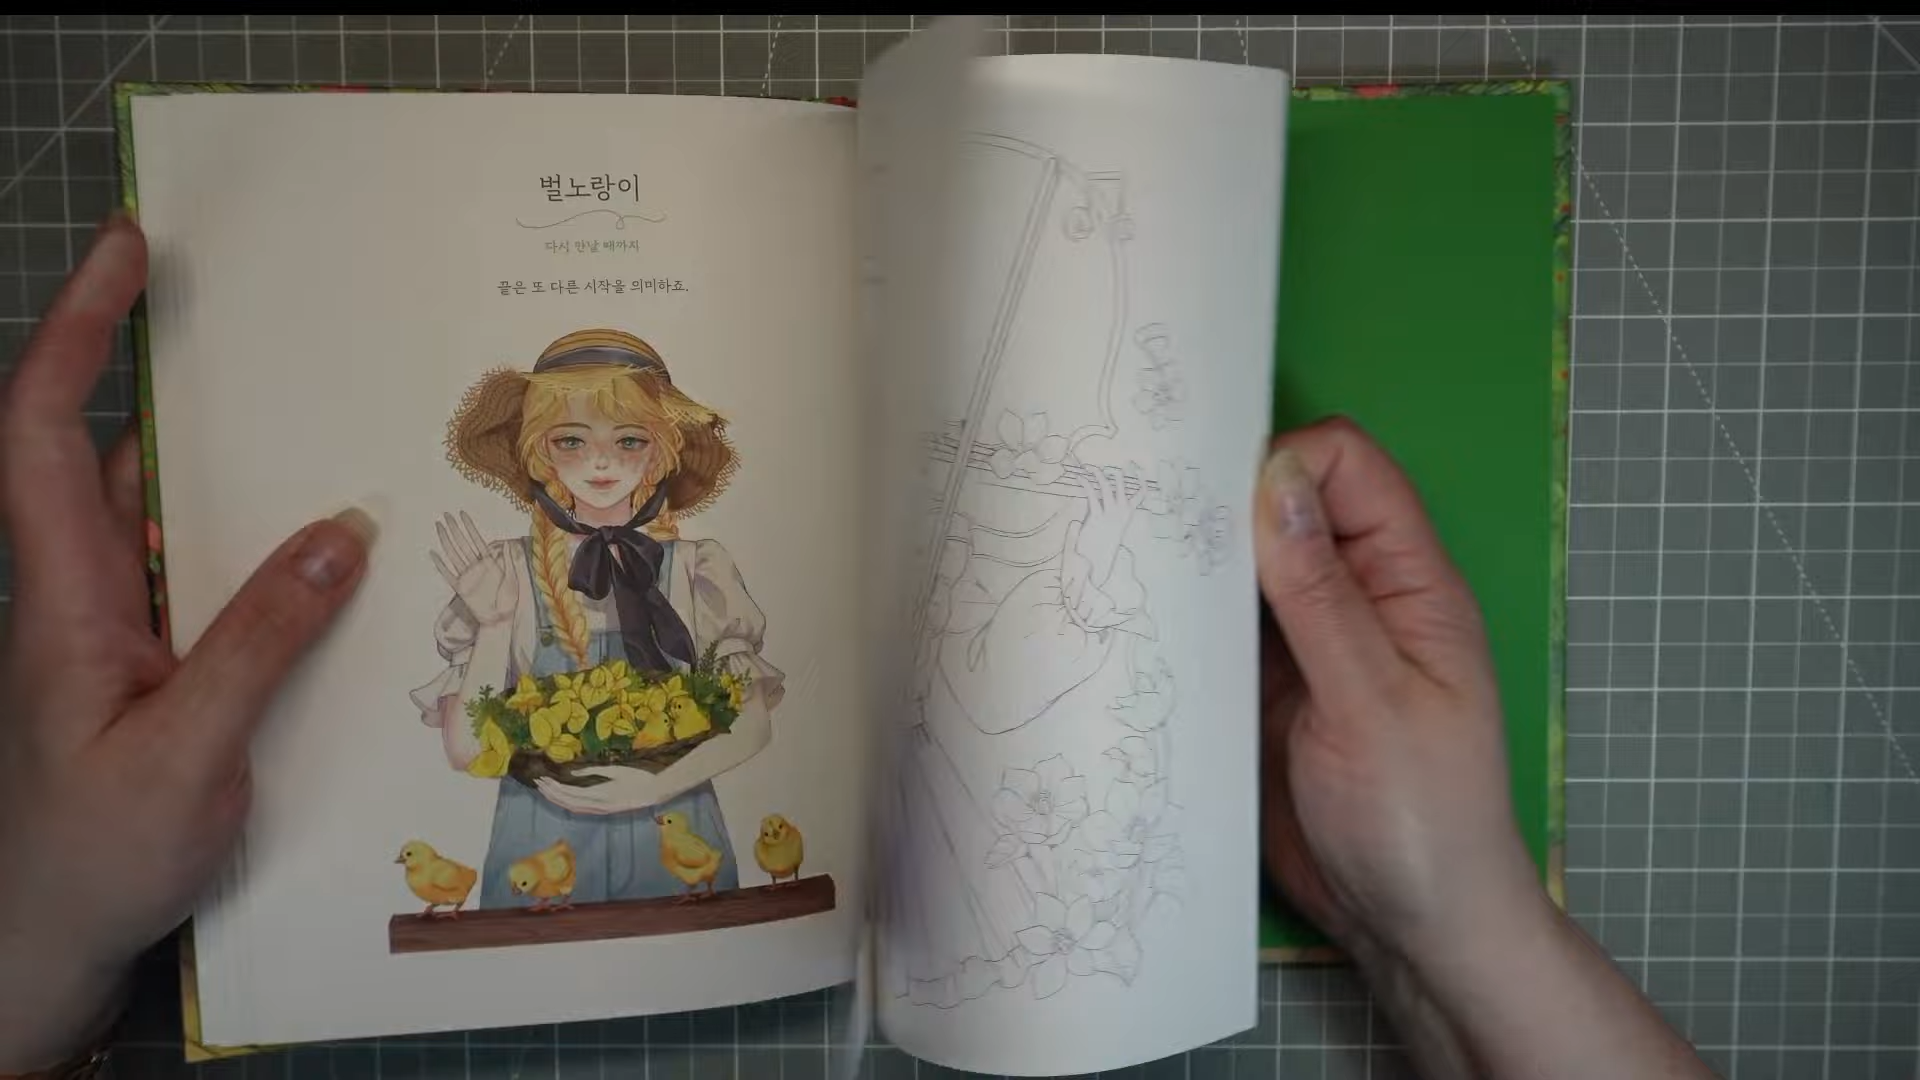 벌노랑이
다시 만날 때까지
끝은 또 다른 시작을 의미하죠.